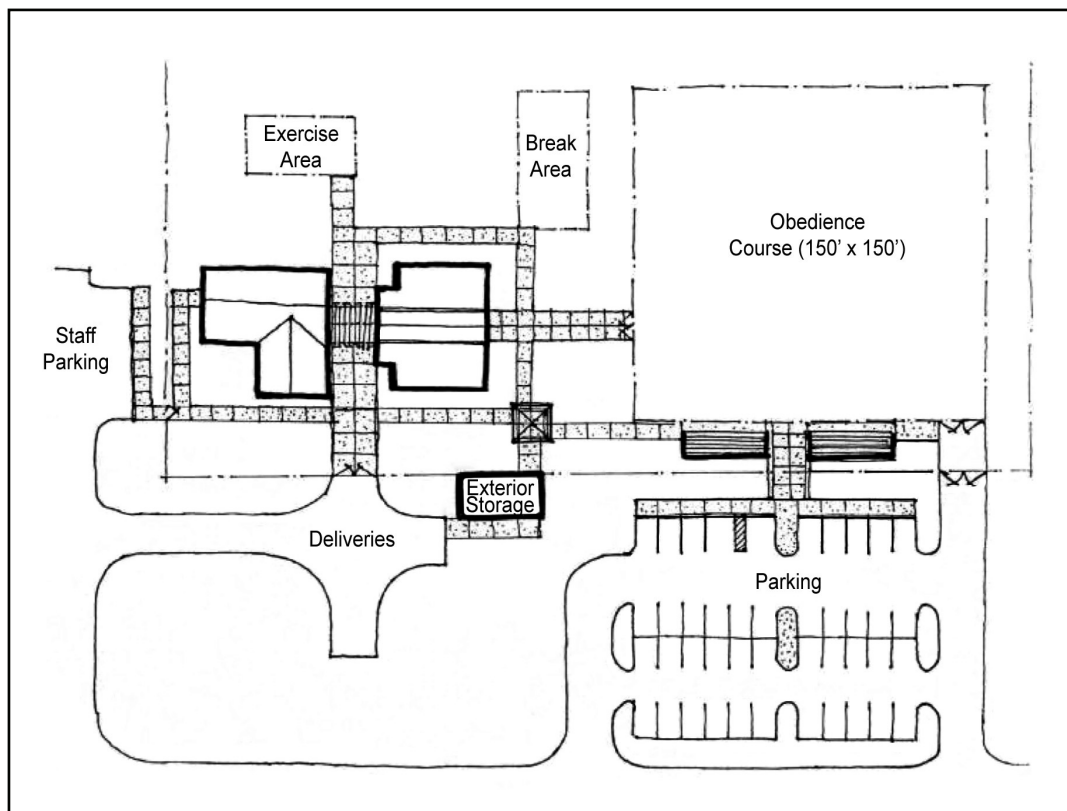 Exercise
Area
Break
Area
Obedience
Course (150' x 150')
Staff
Parking
Exterior
Storage
Deliveries
Parking